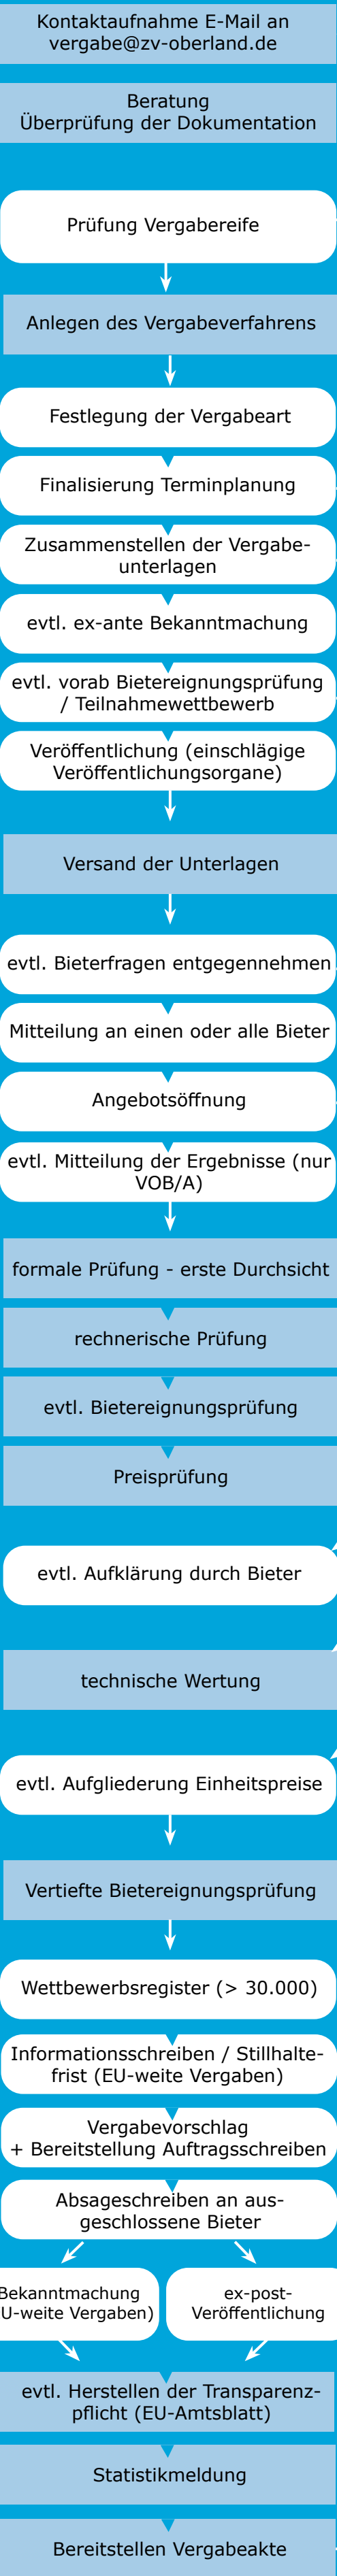 Kontaktaufnahme E-Mail an
vergabe@zv-oberland.de
Beratung
Überprüfung der Dokumentation
Prüfung Vergabereife
Anlegen des Vergabeverfahrens
Festlegung der Vergabeart
Finalisierung Terminplanung
Zusammenstellen der Vergabe-
unterlagen
evtl. ex-ante Bekanntmachung
evtl. vorab Bietereignungsprüfung
/ Teilnahmewettbewerb
Veröffentlichung (einschlägige
Veröffentlichungsorgane)
Versand der Unterlagen
evtl. Bieterfragen entgegennehmen
Mitteilung an einen oder alle Bieter
Angebotsöffnung
evtl. Mitteilung der Ergebnisse (nur
VOB/A)
formale Prüfung - erste Durchsicht
rechnerische Prüfung
evtl. Bietereignungsprüfung
Preisprüfung
evtl. Aufklärung durch Bieter
technische Wertung
evtl. Aufgliederung Einheitspreise
Vertiefte Bietereignungsprüfung
Wettbewerbsregister (> 30.000)
Informationsschreiben / Stillhalte-
frist (EU-weite Vergaben)
Vergabevorschlag
+ Bereitstellung Auftragsschreiben
Absageschreiben an aus-
geschlossene Bieter
Bekanntmachung
U-weite Vergaben)
ex-post-
Veröffentlichung
evtl. Herstellen der Transparenz-
pflicht (EU-Amtsblatt)
Statistikmeldung
Bereitstellen Vergabeakte